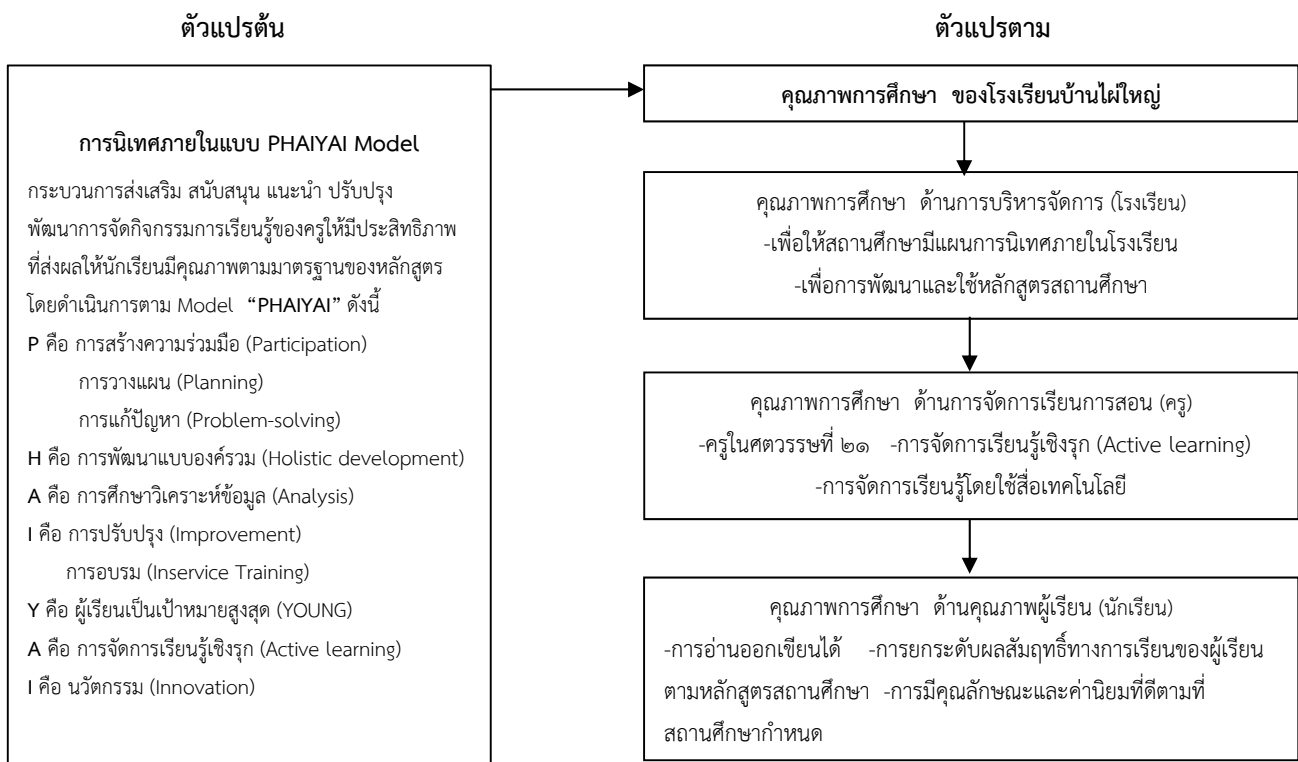 ตัวแปรต้น
การนิเทศภายในแบบ PHAIYAI Model
กระบวนการส่งเสริม สนับสนุน แนะนำ ปรับปรุง
พัฒนาการจัดกิจกรรมการเรียนรู้ของครูให้มีประสิทธิภาพ
ที่ส่งผลให้นักเรียนมีคุณภาพตามมาตรฐานของหลักสูตร
โดยดำเนินการตาม Model “PHAIYAI” ดังนี้
P คือ การสร้างความร่วมมือ (Participation)
การวางแผน (Planning)
การแก้ปัญหา (Problem-solving)
H คือ การพัฒนาแบบองค์รวม (Holistic development)
A คือ การศึกษาวิเคราะห์ข้อมูล (Analysis)
I คือ การปรับปรุง (Improvement)
การอบรม (Inservice Training)
Y คือ ผู้เรียนเป็นเป้าหมายสูงสุด (YOUNG)
A คือ การจัดการเรียนรู้เชิงรุก (Active learning)
I คือ นวัตกรรม (Innovation)
ตัวแปรตาม
คุณภาพการศึกษา ของโรงเรียนบ้านไผ่ใหญ่
คุณภาพการศึกษา ด้านการบริหารจัดการ (โรงเรียน)
-เพื่อให้สถานศึกษามีแผนการนิเทศภายในโรงเรียน
-เพื่อการพัฒนาและใช้หลักสูตรสถานศึกษา
คุณภาพการศึกษา ด้านการจัดการเรียนการสอน (ครู)
-ครูในศตวรรษที่ ๒๑ -การจัดการเรียนรู้เชิงรุก (Active learning)
-การจัดการเรียนรู้โดยใช้สื่อเทคโนโลยี
คุณภาพการศึกษา ด้านคุณภาพผู้เรียน (นักเรียน)
-การอ่านออกเขียนได้ -การยกระดับผลสัมฤทธิ์ทางการเรียนของผู้เรียน
ตามหลักสูตรสถานศึกษา -การมีคุณลักษณะและค่านิยมที่ดีตามที่
สถานศึกษากำหนด